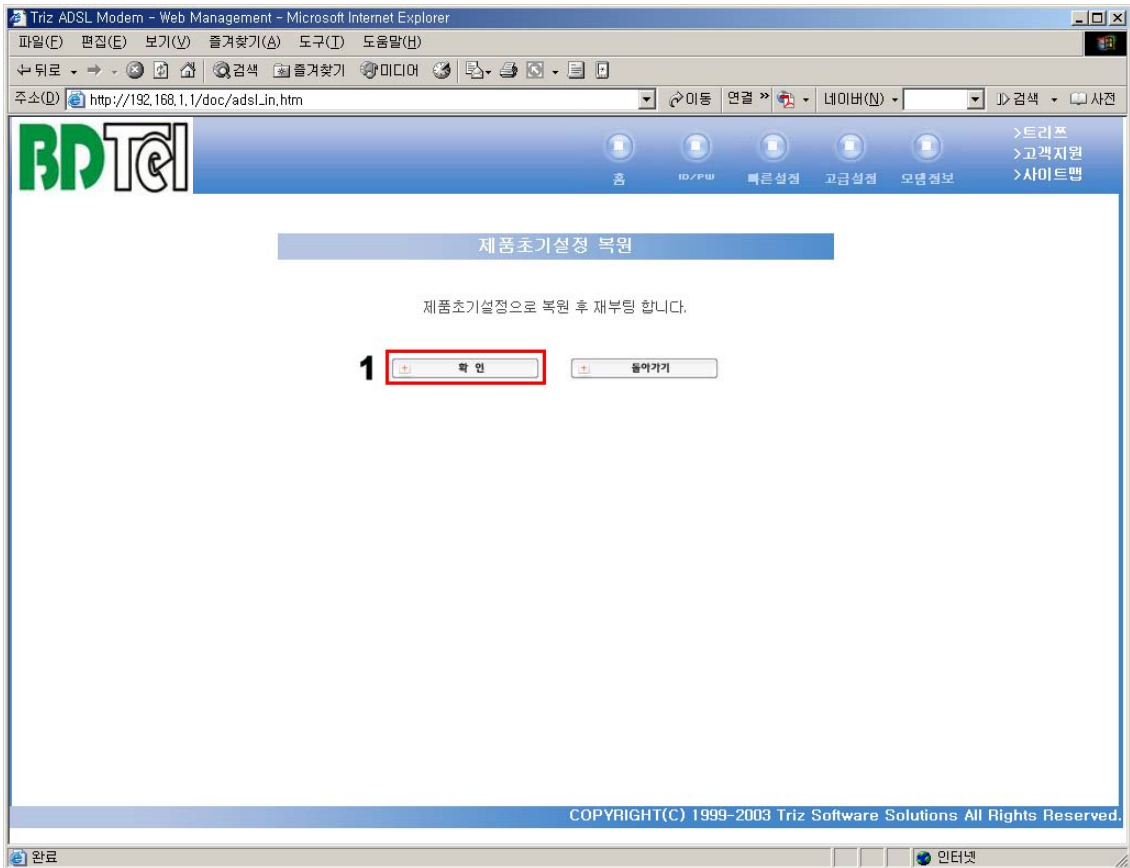 Triz ADSL Modem - Web Management - Microsoft Internet Explorer
파일(F) 편집(E) 보기(V) 즐겨찾기(A) 도구(T) 도움말(H)
뒤로 검색 즐겨찾기 미디어
주소(D) http://192.168.1.1/doc/adsl_in.htm 이동 연결 » 네이버(N) 검색 사전
BDTel
>트리쯔
>고객지원
>사이트맵
홈 ID/PW 빠른설정 고급설정 모뎀정보
제품초기설정 복원
제품초기설정으로 복원 후 재부팅 합니다.
1 확 인 돌아가기
COPYRIGHT(C) 1999-2003 Triz Software Solutions All Rights Reserved.
완료 인터넷